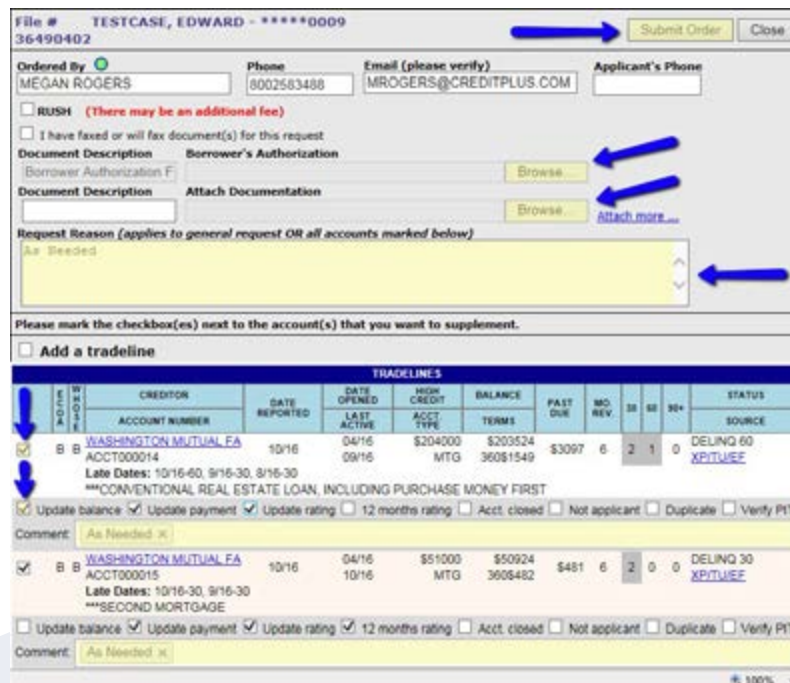 File # TESTCASE, EDWARD - *****0009
36490402
Submit Order Close
Ordered By Phone Email (please verify) Applicant's Phone
MEGAN ROGERS 8002583488 MROGERS@CREDITPLUS.COM
RUSH (There may be an additional fee)
I have faxed or will fax document(s) for this request
Document Description Borrower's Authorization
Borrower Authorization F Browse...
Document Description Attach Documentation
Browse... Attach more ...
Request Reason (applies to general request OR all accounts marked below)
As Needed
Please mark the checkbox(es) next to the account(s) that you want to supplement.
Add a tradeline
TRADELINES
ECOA WHOSE CREDITOR DATE REPORTED DATE OPENED HIGH CREDIT BALANCE PAST DUE MO. REV. 30 60 90+ STATUS
ACCOUNT NUMBER LAST ACTIVE ACCT. TYPE TERMS SOURCE
B B WASHINGTON MUTUAL FA 10/16 04/16 $204000 $203524 $3097 6 2 1 0 DELINQ 60
ACCT000014 09/16 MTG 360$1549 XP/TU/EF
Late Dates: 10/16-60, 9/16-30, 8/16-30
***CONVENTIONAL REAL ESTATE LOAN, INCLUDING PURCHASE MONEY FIRST
Update balance Update payment Update rating 12 months rating Acct. closed Not applicant Duplicate Verify PI
Comment: As Needed x
B B WASHINGTON MUTUAL FA 10/16 04/16 $51000 $50924 $481 6 2 0 0 DELINQ 30
ACCT000015 10/16 MTG 360$482 XP/TU/EF
Late Dates: 10/16-30, 9/16-30
***SECOND MORTGAGE
Update balance Update payment Update rating 12 months rating Acct. closed Not applicant Duplicate Verify PI
Comment: As Needed x
100%